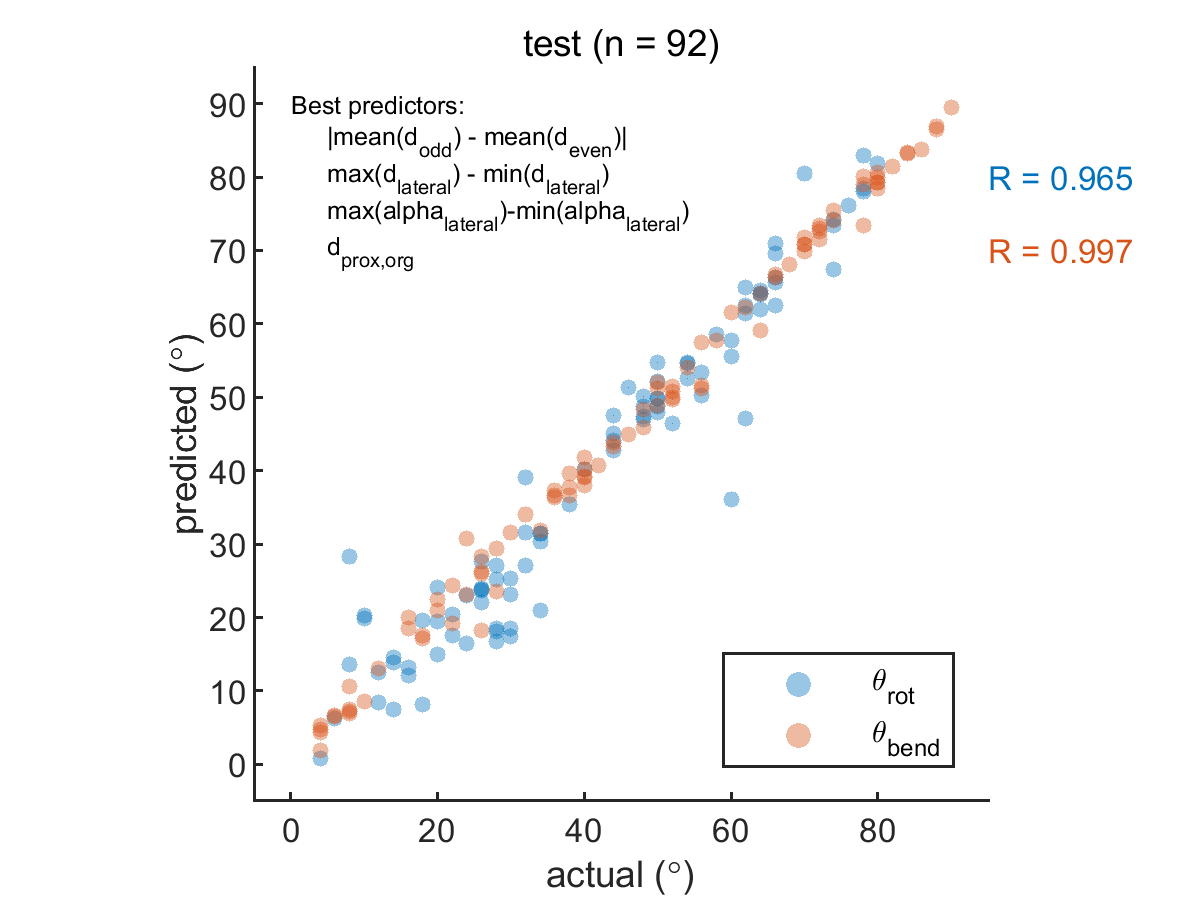 test (n = 92)
Best predictors:
|mean(d_odd) - mean(d_even)|
max(d_lateral) - min(d_lateral)
max(alpha_lateral)-min(alpha_lateral)
d_prox,org
R = 0.965
R = 0.997
90
80
70
60
50
40
30
20
10
0
predicted (°)
θ_rot
θ_bend
0 20 40 60 80
actual (°)